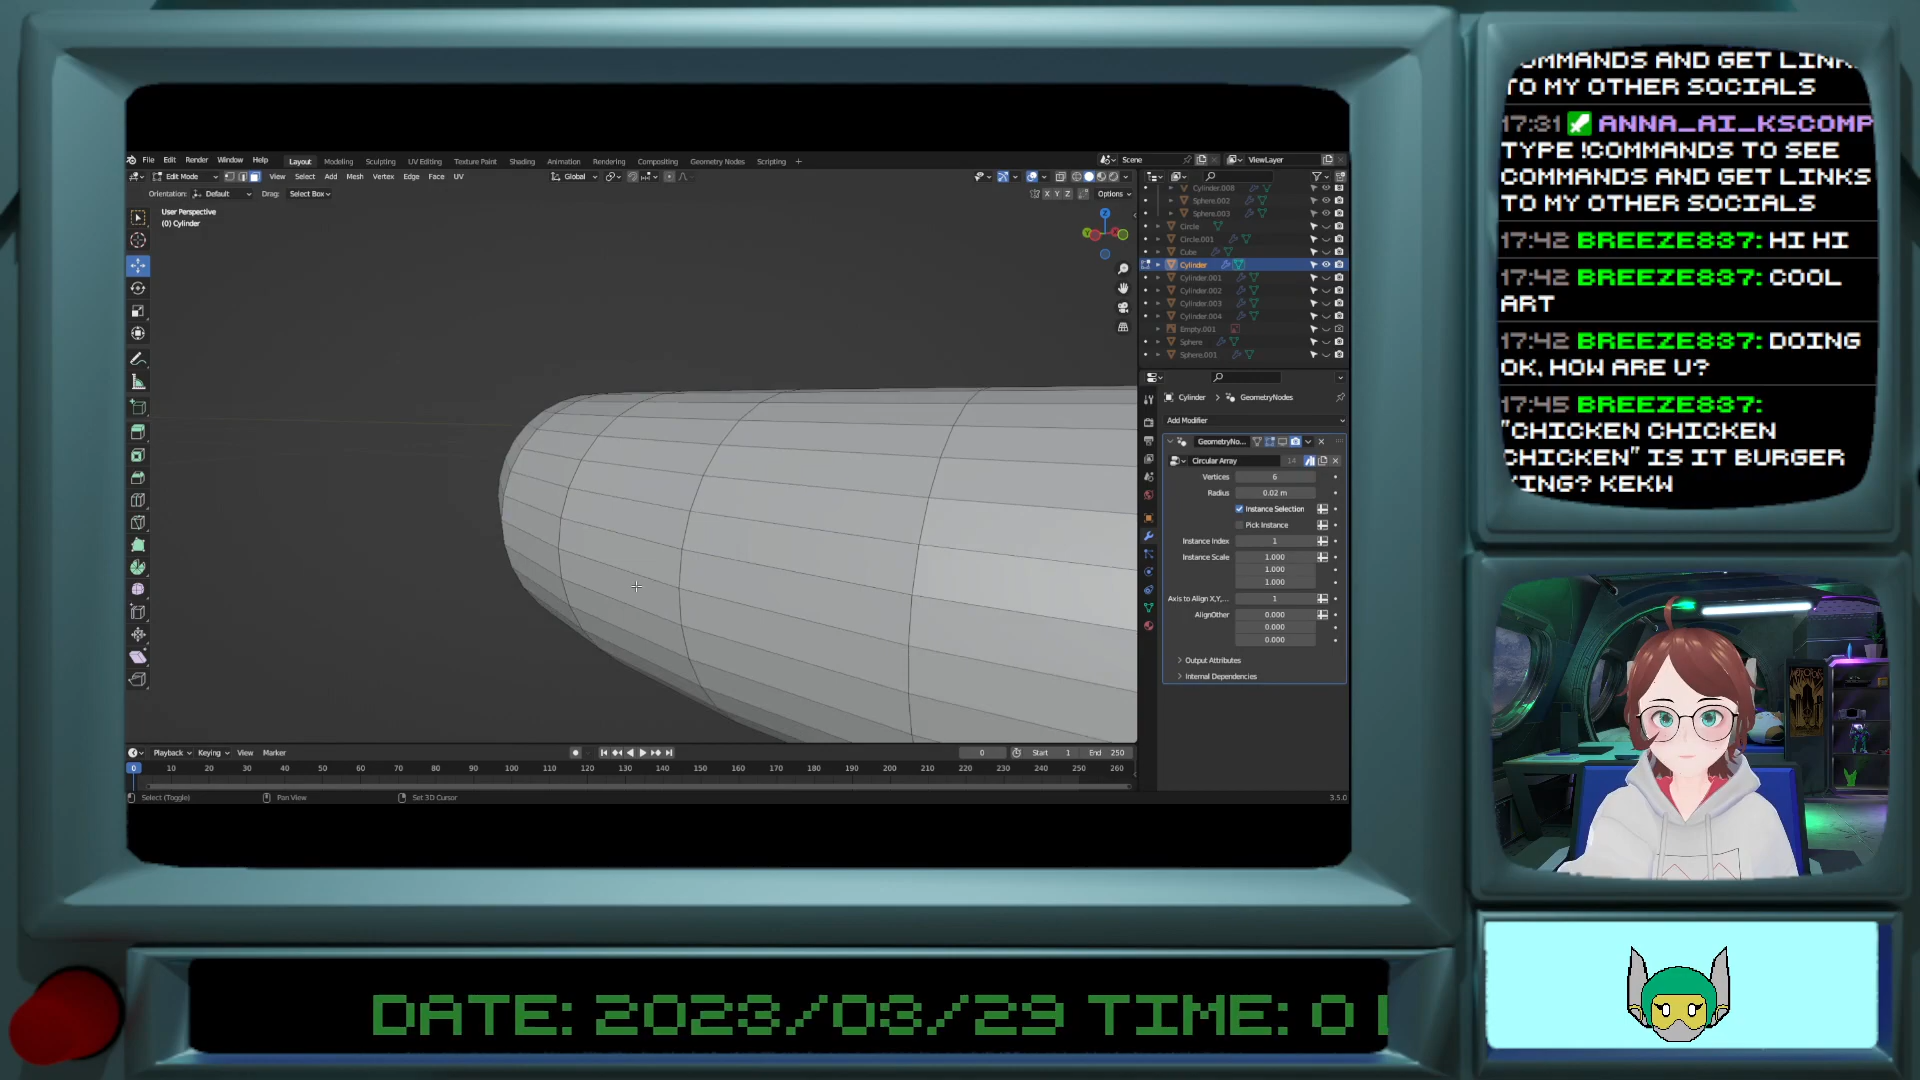 File Edit Render Window Help Layout Modeling Sculpting UV Editing Texture Paint Shading Animation Rendering Compositing Geometry Nodes Scripting + Scene ViewLayer
Edit Mode View Select Add Mesh Vertex Edge Face UV Global
Orientation: Default Drag: Select Box X Y Z Options
User Perspective
(0) Cylinder
Cylinder.008
Sphere.002
Sphere.003
Circle
Circle.001
Cube
Cylinder
Cylinder.001
Cylinder.002
Cylinder.003
Cylinder.004
Empty.001
Sphere
Sphere.001
Cylinder > GeometryNodes
Add Modifier
GeometryNo...
Circular Array 14
Vertices 6
Radius 0.02 m
Instance Selection
Pick Instance
Instance Index 1
Instance Scale 1.000
1.000
1.000
Axis to Align X,Y,... 1
AlignOther 0.000
0.000
0.000
Output Attributes
Internal Dependencies
Playback Keying View Marker 0 Start 1 End 250
0 10 20 30 40 50 60 70 80 90 100 110 120 130 140 150 160 170 180 190 200 210 220 230 240 250 260
Select (Toggle) Pan View Set 3D Cursor 3.5.0
COMMANDS AND GET LINKS
TO MY OTHER SOCIALS
17:31 ANNA_AI_KSCOMP
TYPE !COMMANDS TO SEE
COMMANDS AND GET LINKS
TO MY OTHER SOCIALS
17:42 BREEZE837: HI HI
17:42 BREEZE837: COOL
ART
17:42 BREEZE837: DOING
OK, HOW ARE U?
17:45 BREEZE837:
"CHICKEN CHICKEN
CHICKEN" IS IT BURGER
KING? KEKW
DATE: 2023/03/29 TIME: 0